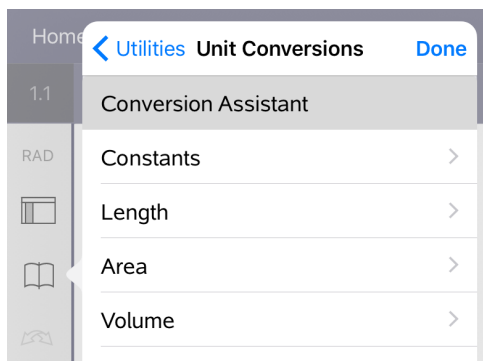 Home
Utilities Unit Conversions Done
1.1
Conversion Assistant
RAD
Constants
Length
Area
Volume